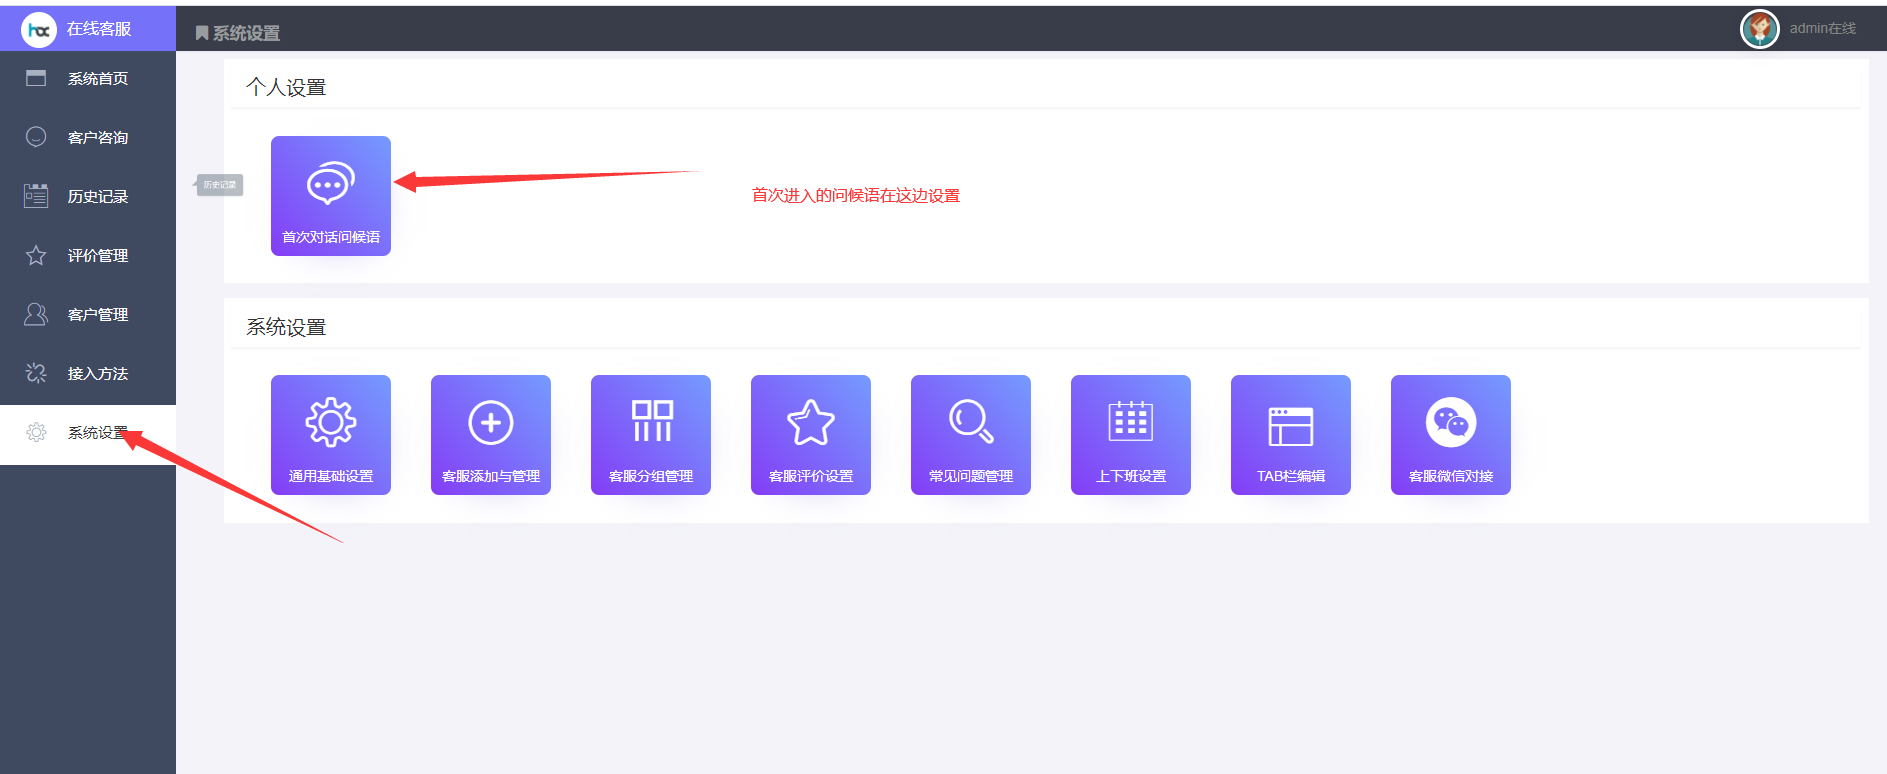 在线客服
系统设置
admin在线
系统首页
客户咨询
历史记录
评价管理
客户管理
接入方法
系统设置
历史记录
个人设置
首次对话问候语
首次进入的问候语在这边设置
系统设置
通用基础设置
客服添加与管理
客服分组管理
客服评价设置
常见问题管理
上下班设置
TAB栏编辑
客服微信对接